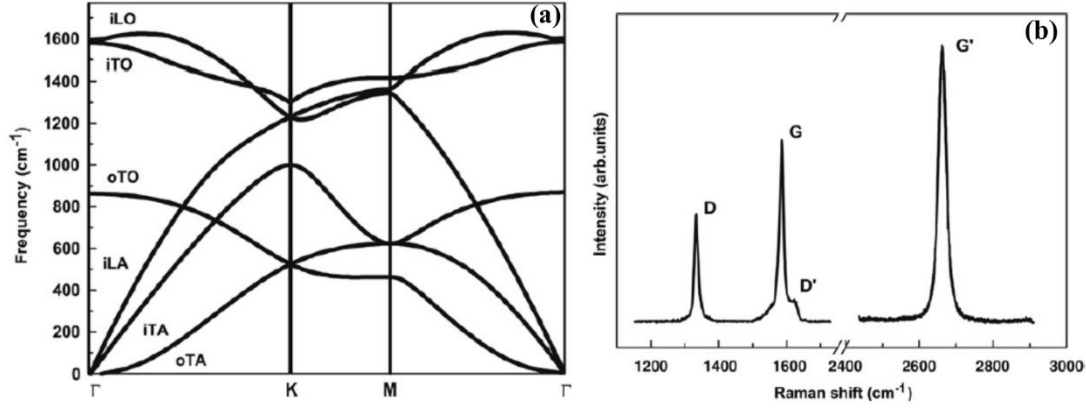 (a)
iLO
iTO
oTO
iLA
iTA
oTA
Frequency (cm-1)
1600
1400
1200
1000
800
600
400
200
0
Γ K M Γ
(b)
G'
G
D
D'
Intensity (arb.units)
1200 1400 1600 2400 2600 2800 3000
Raman shift (cm-1)